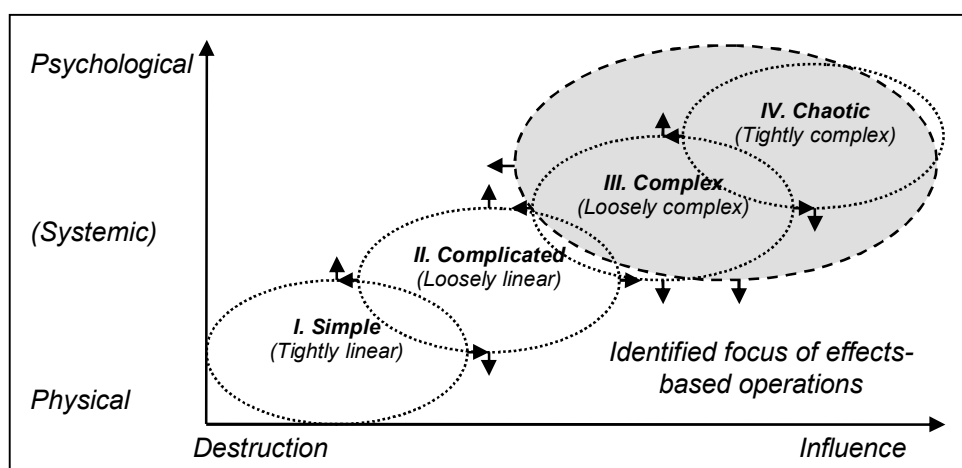 Psychological
IV. Chaotic
(Tightly complex)
III. Complex
(Loosely complex)
(Systemic)
II. Complicated
(Loosely linear)
I. Simple
(Tightly linear)
Identified focus of effects-
based operations
Physical
Destruction
Influence